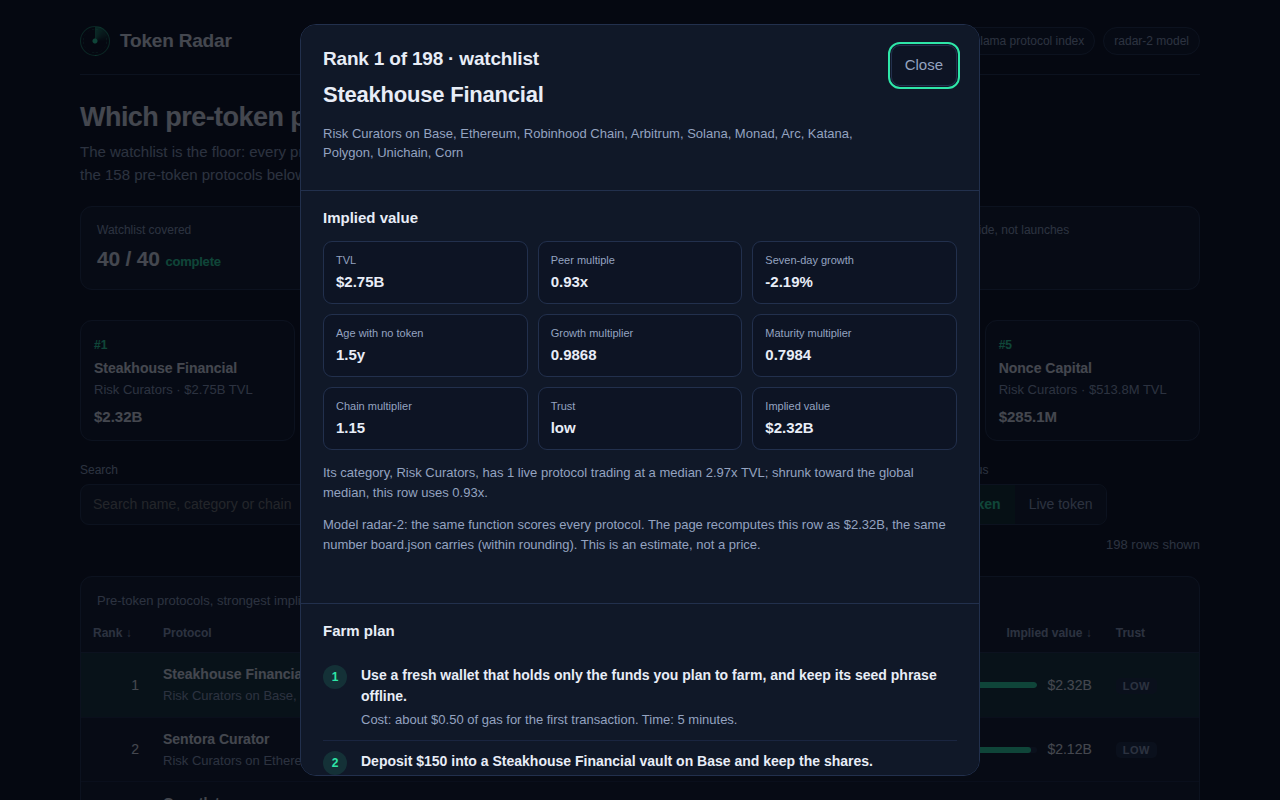 Token Radar
lama protocol index
radar-2 model
Which pre-token p
The watchlist is the floor: every p
the 158 pre-token protocols below
Watchlist covered
40 / 40 complete
de, not launches
#1
Steakhouse Financial
Risk Curators · $2.75B TVL
$2.32B
#5
Nonce Capital
Risk Curators · $513.8M TVL
$285.1M
Search
Search name, category or chain
us
ken
Live token
198 rows shown
Pre-token protocols, strongest impli
Rank ↓
Protocol
Implied value ↓
Trust
1
Steakhouse Financia
Risk Curators on Base,
$2.32B
LOW
2
Sentora Curator
Risk Curators on Ethere
$2.12B
LOW
Rank 1 of 198 · watchlist
Close
Steakhouse Financial
Risk Curators on Base, Ethereum, Robinhood Chain, Arbitrum, Solana, Monad, Arc, Katana,
Polygon, Unichain, Corn
Implied value
TVL
$2.75B
Peer multiple
0.93x
Seven-day growth
-2.19%
Age with no token
1.5y
Growth multiplier
0.9868
Maturity multiplier
0.7984
Chain multiplier
1.15
Trust
low
Implied value
$2.32B
Its category, Risk Curators, has 1 live protocol trading at a median 2.97x TVL; shrunk toward the global
median, this row uses 0.93x.
Model radar-2: the same function scores every protocol. The page recomputes this row as $2.32B, the same
number board.json carries (within rounding). This is an estimate, not a price.
Farm plan
1
Use a fresh wallet that holds only the funds you plan to farm, and keep its seed phrase
offline.
Cost: about $0.50 of gas for the first transaction. Time: 5 minutes.
2
Deposit $150 into a Steakhouse Financial vault on Base and keep the shares.